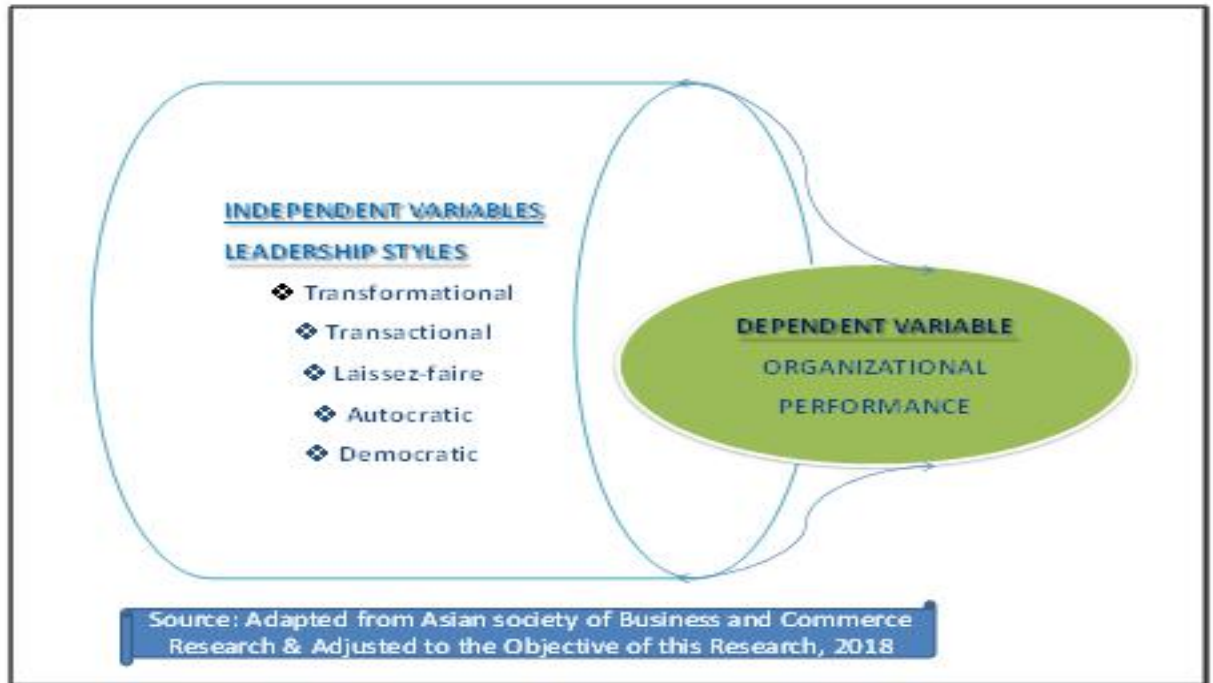 INDEPENDENT VARIABLES
LEADERSHIP STYLES
❖ Transformational
❖ Transactional
❖ Laissez-faire
❖ Autocratic
❖ Democratic
DEPENDENT VARIABLE
ORGANIZATIONAL
PERFORMANCE
Source: Adapted from Asian society of Business and Commerce
Research & Adjusted to the Objective of this Research, 2018